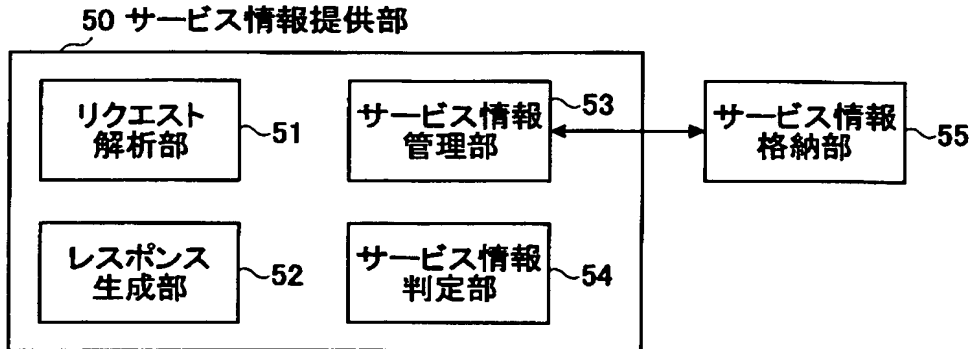 50 サービス情報提供部
リクエスト
解析部
51
サービス情報
管理部
53
サービス情報
格納部
55
レスポンス
生成部
52
サービス情報
判定部
54